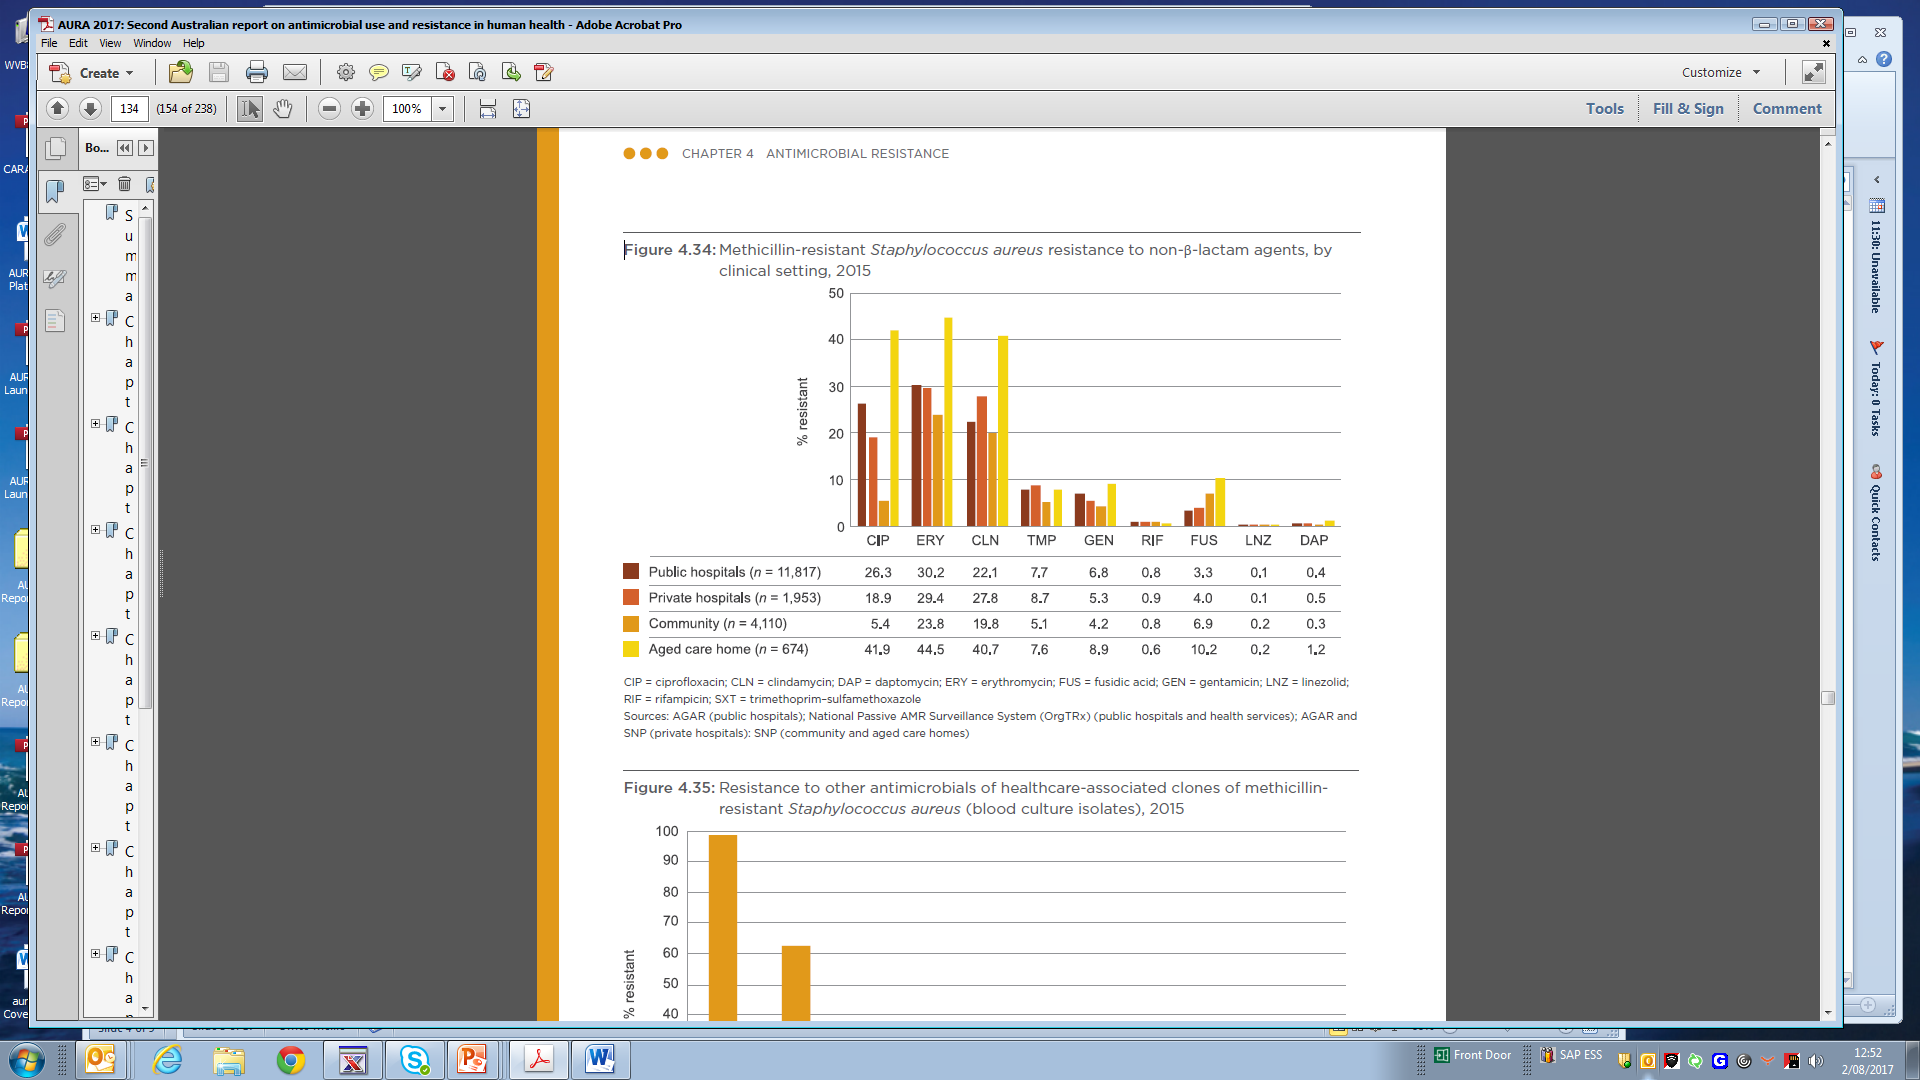 AURA 2017: Second Australian report on antimicrobial use and resistance in human health - Adobe Acrobat Pro
File Edit View Window Help
Create
Customize
134 (154 of 238)
100%
Tools Fill & Sign Comment
Bo...
CHAPTER 4 ANTIMICROBIAL RESISTANCE
Figure 4.34: Methicillin-resistant Staphylococcus aureus resistance to non-β-lactam agents, by
clinical setting, 2015
50
40
30
20
10
0
% resistant
CIP ERY CLN TMP GEN RIF FUS LNZ DAP
Public hospitals (n = 11,817) 26.3 30.2 22.1 7.7 6.8 0.8 3.3 0.1 0.4
Private hospitals (n = 1,953) 18.9 29.4 27.8 8.7 5.3 0.9 4.0 0.1 0.5
Community (n = 4,110) 5.4 23.8 19.8 5.1 4.2 0.8 6.9 0.2 0.3
Aged care home (n = 674) 41.9 44.5 40.7 7.6 8.9 0.6 10.2 0.2 1.2
CIP = ciprofloxacin; CLN = clindamycin; DAP = daptomycin; ERY = erythromycin; FUS = fusidic acid; GEN = gentamicin; LNZ = linezolid;
RIF = rifampicin; SXT = trimethoprim–sulfamethoxazole
Sources: AGAR (public hospitals); National Passive AMR Surveillance System (OrgTRx) (public hospitals and health services); AGAR and
SNP (private hospitals): SNP (community and aged care homes)
Figure 4.35: Resistance to other antimicrobials of healthcare-associated clones of methicillin-
resistant Staphylococcus aureus (blood culture isolates), 2015
100
90
80
70
60
50
40
% resistant
11:30: Unavailable
Today: 0 Tasks
Quick Contacts
Front Door
SAP ESS
12:52
2/08/2017